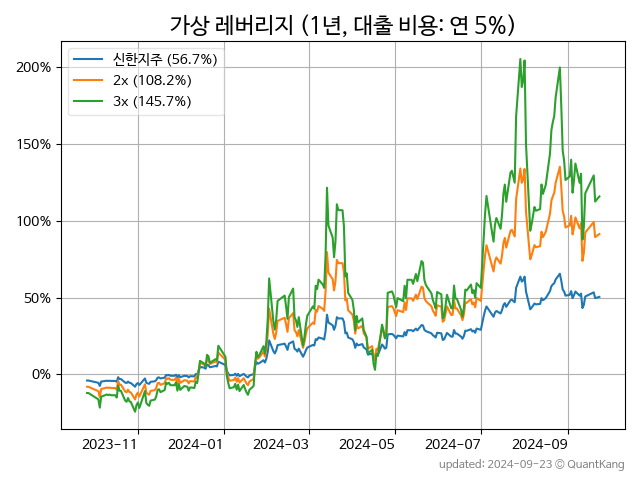 가상 레버리지 (1년, 대출 비용: 연 5%)
신한지주 (56.7%)
2x (108.2%)
3x (145.7%)
200%
150%
100%
50%
0%
2023-11 2024-01 2024-03 2024-05 2024-07 2024-09
updated: 2024-09-23 © QuantKang